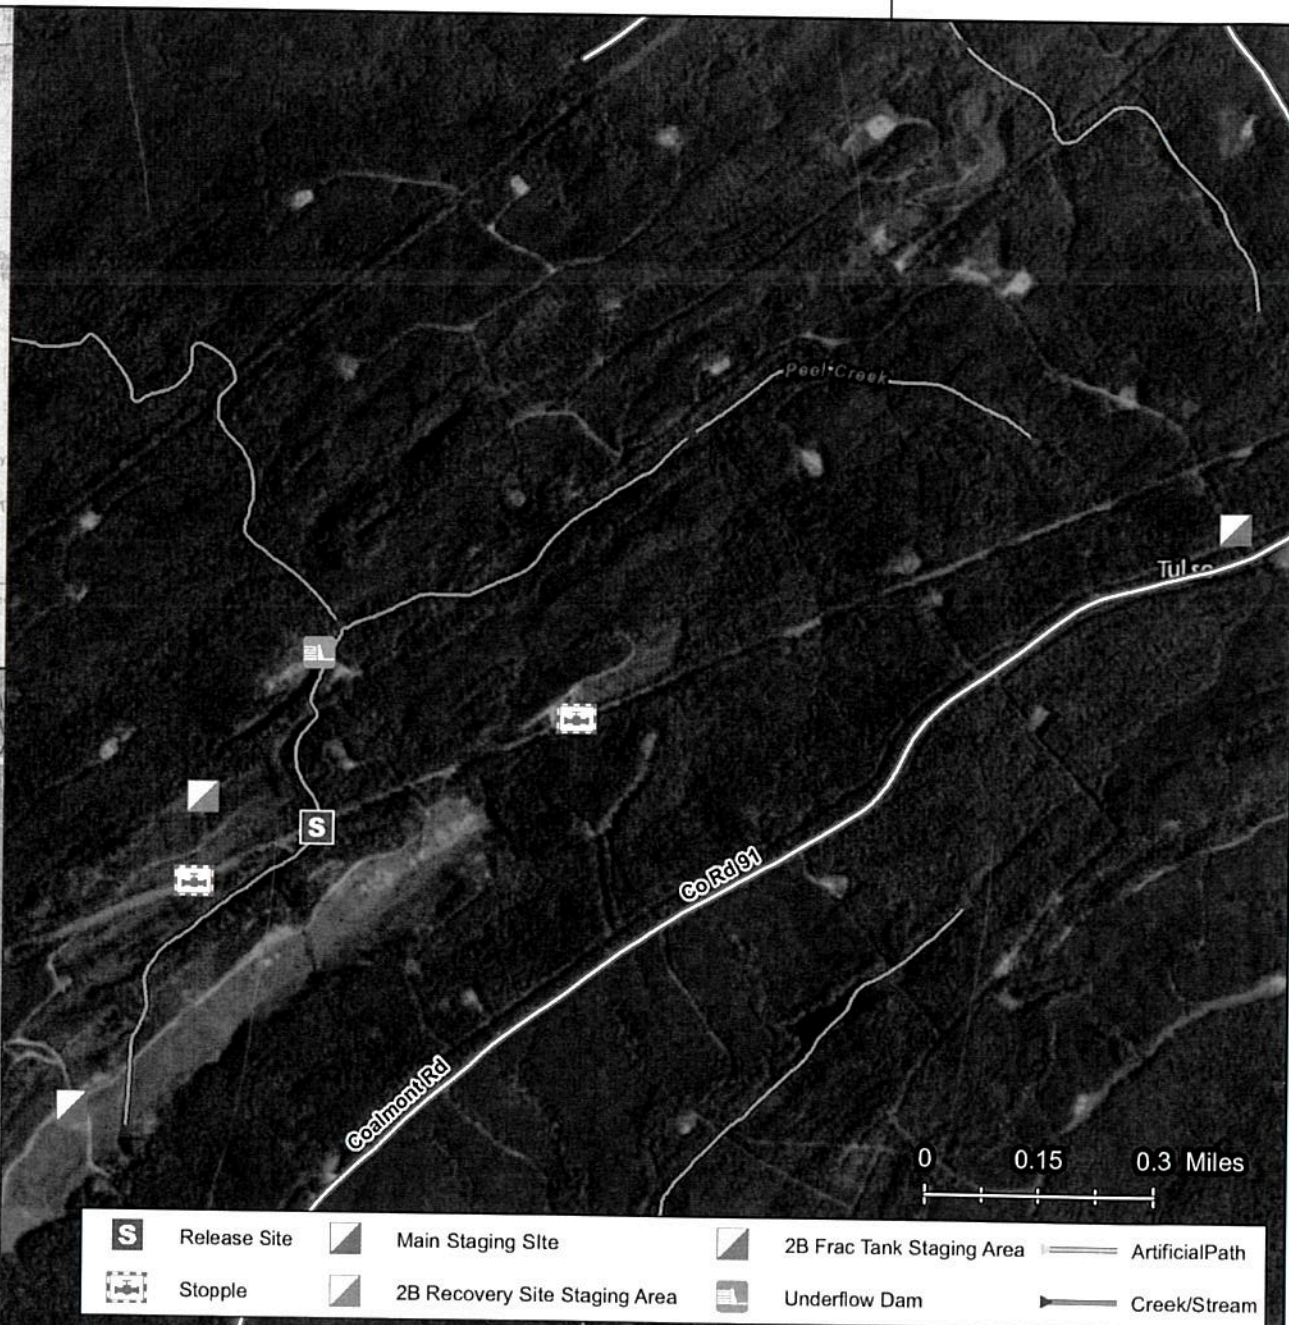 Peel Creek
Co Rd 91
Coalmont Rd
0 0.15 0.3 Miles
S
S Release Site Main Staging SIte 2B Frac Tank Staging Area ArtificialPath
Stopple 2B Recovery Site Staging Area Underflow Dam Creek/Stream